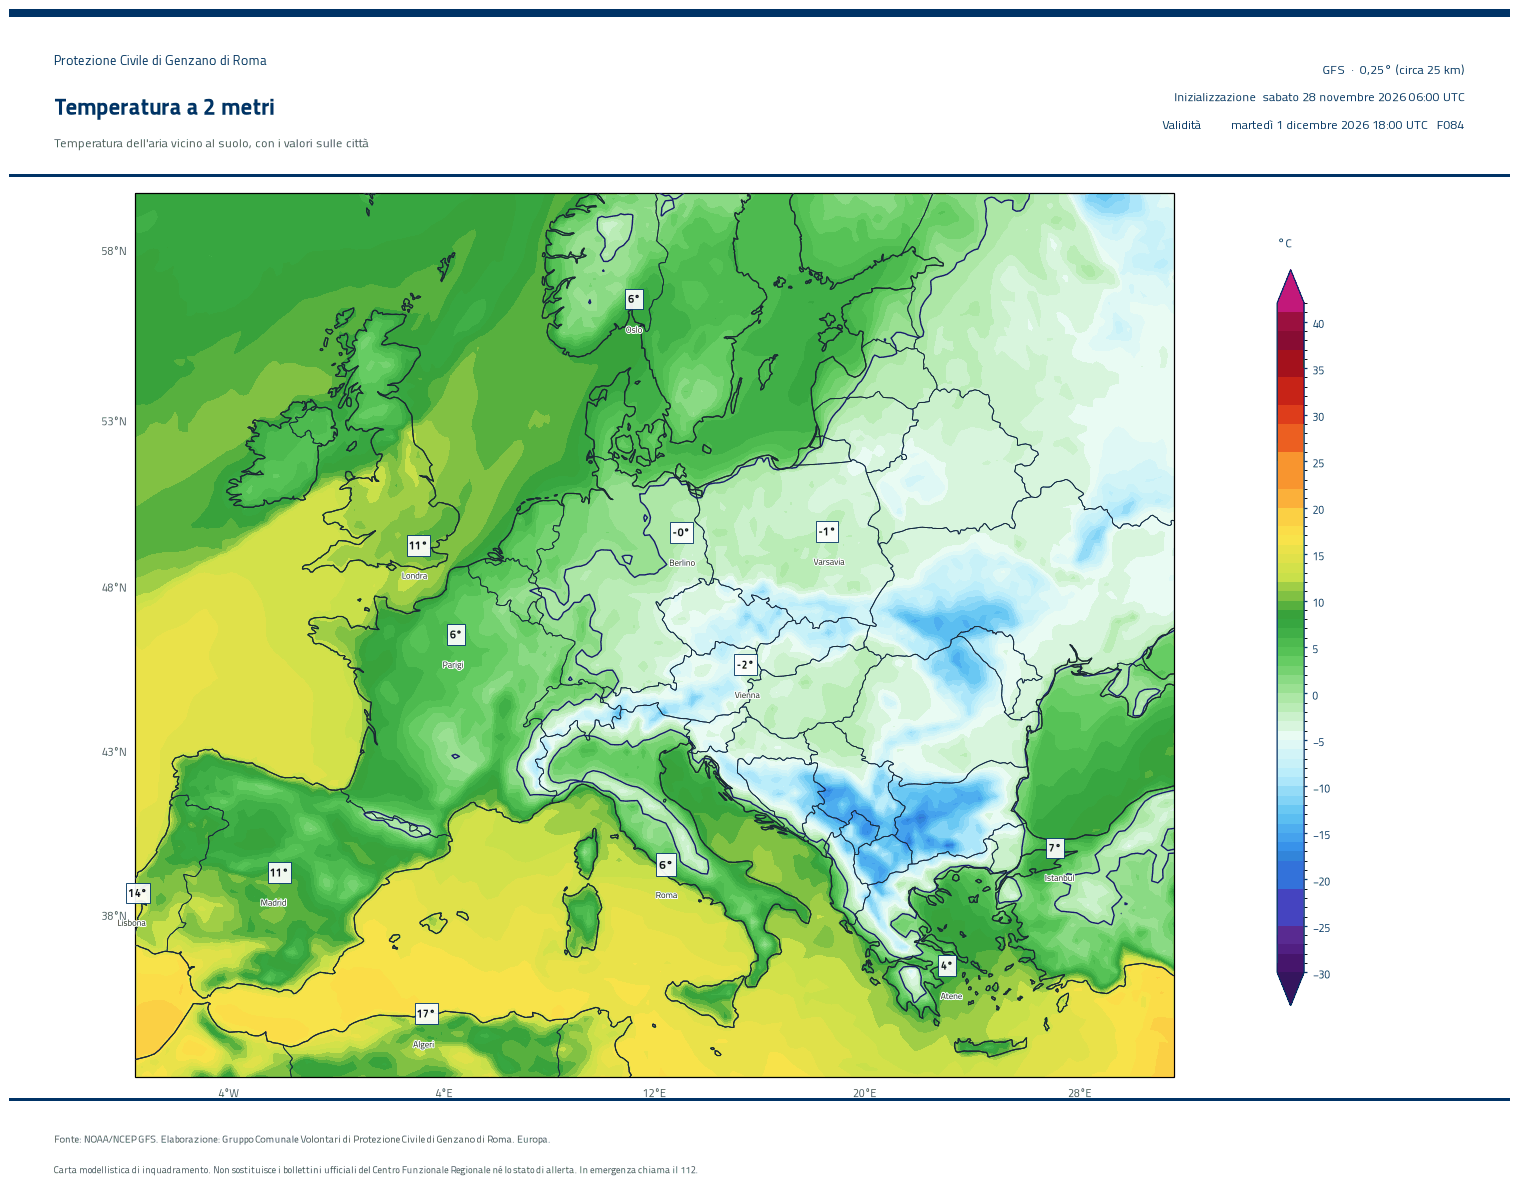 Protezione Civile di Genzano di Roma
Temperatura a 2 metri
Temperatura dell'aria vicino al suolo, con i valori sulle città
GFS · 0,25° (circa 25 km)
Inizializzazione sabato 28 novembre 2026 06:00 UTC
Validità martedì 1 dicembre 2026 18:00 UTC F084
58°N
53°N
48°N
43°N
38°N
6°
Oslo
11°
Londra
-0°
Berlino
-1°
Varsavia
6°
Parigi
-2°
Vienna
14°
Lisbona
11°
Madrid
6°
Roma
7°
Istanbul
4°
Atene
17°
Algeri
4°W
4°E
12°E
20°E
28°E
°C
40
35
30
25
20
15
10
5
0
−5
−10
−15
−20
−25
−30
Fonte: NOAA/NCEP GFS. Elaborazione: Gruppo Comunale Volontari di Protezione Civile di Genzano di Roma. Europa.
Carta modellistica di inquadramento. Non sostituisce i bollettini ufficiali del Centro Funzionale Regionale né lo stato di allerta. In emergenza chiama il 112.